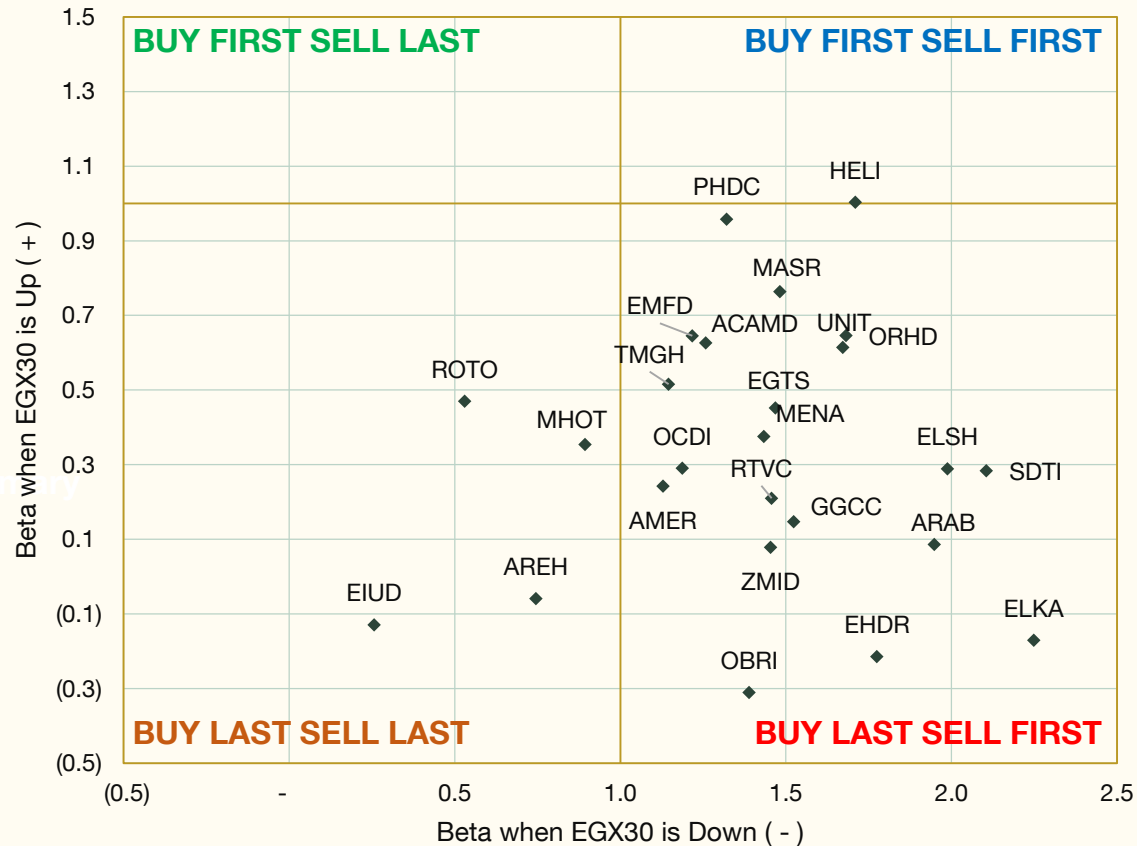 1.5
BUY FIRST SELL LAST
BUY FIRST SELL FIRST
1.3
1.1
HELI
PHDC
0.9
MASR
0.7
EMFD
ACAMD
UNIT
ORHD
TMGH
0.5
ROTO
EGTS
MENA
MHOT
OCDI
ELSH
0.3
RTVC
SDTI
AMER
GGCC
ARAB
0.1
ZMID
AREH
EIUD
(0.1)
ELKA
EHDR
OBRI
(0.3)
BUY LAST SELL LAST
BUY LAST SELL FIRST
(0.5)
(0.5)
-
0.5
1.0
1.5
2.0
2.5
Beta when EGX30 is Down ( - )
Beta when EGX30 is Up ( + )